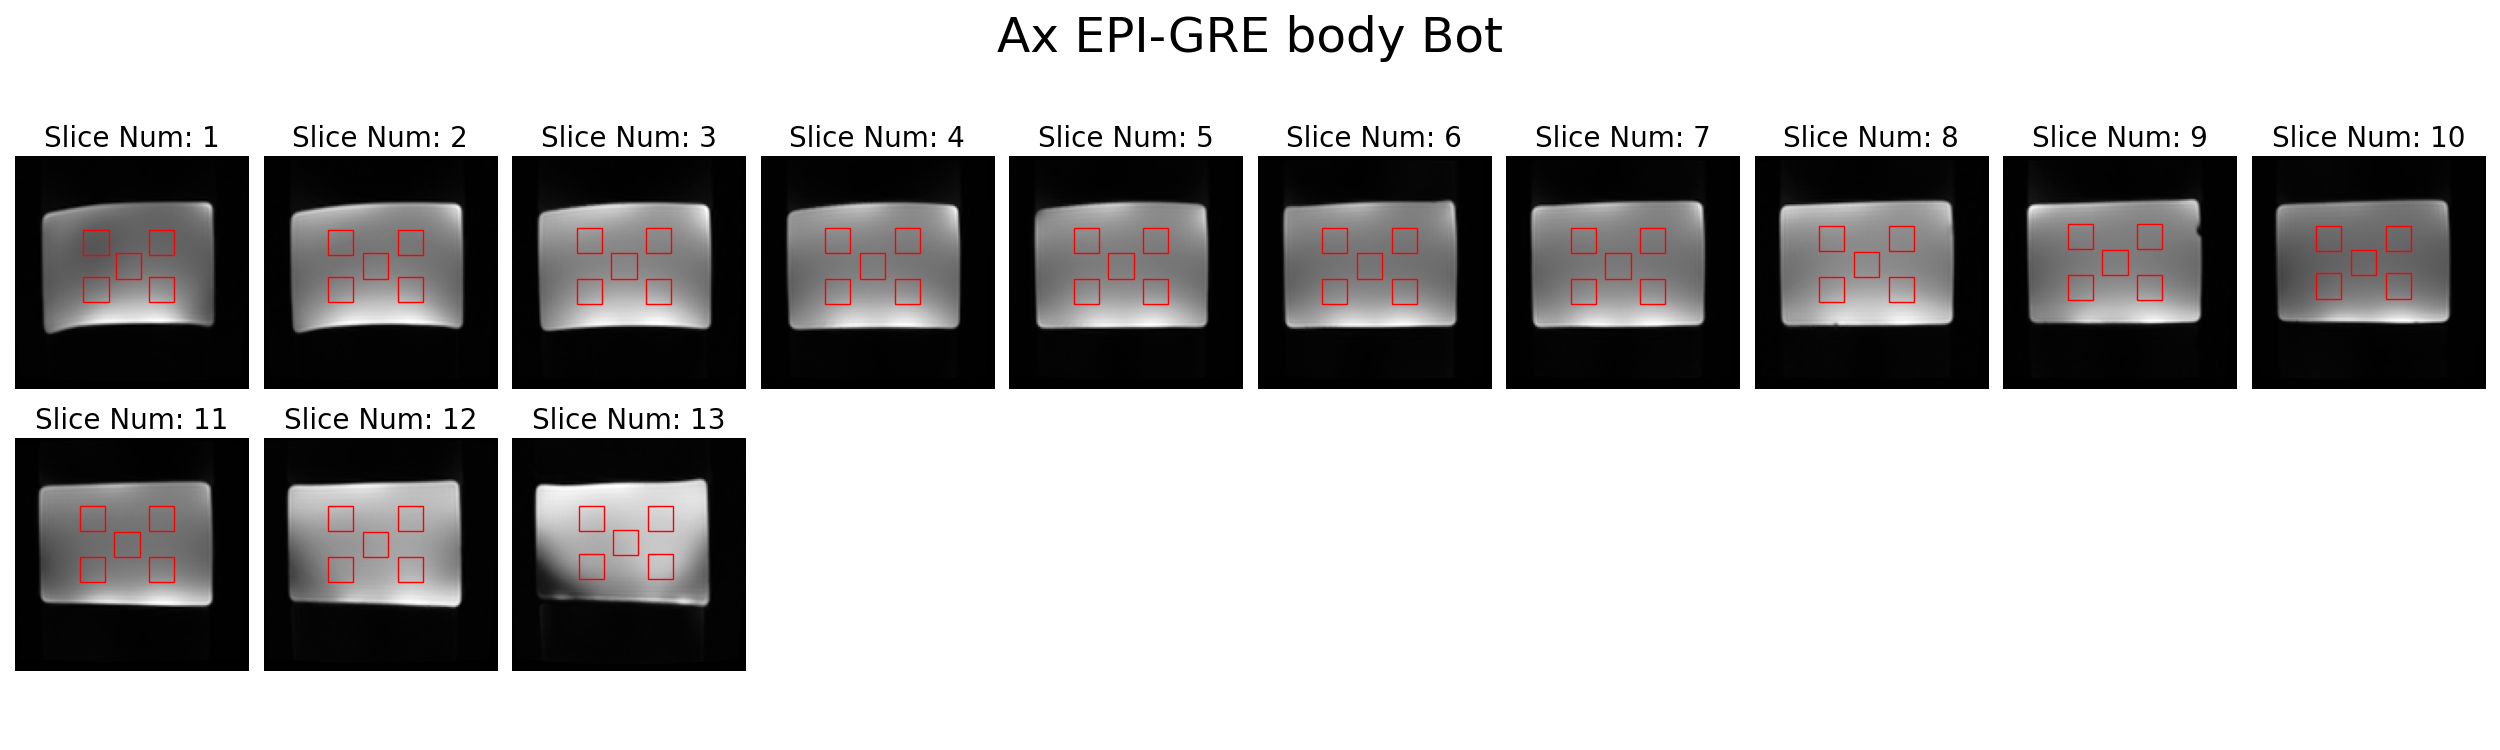 Ax EPI-GRE body Bot
Slice Num: 1
Slice Num: 2
Slice Num: 3
Slice Num: 4
Slice Num: 5
Slice Num: 6
Slice Num: 7
Slice Num: 8
Slice Num: 9
Slice Num: 10
Slice Num: 11
Slice Num: 12
Slice Num: 13